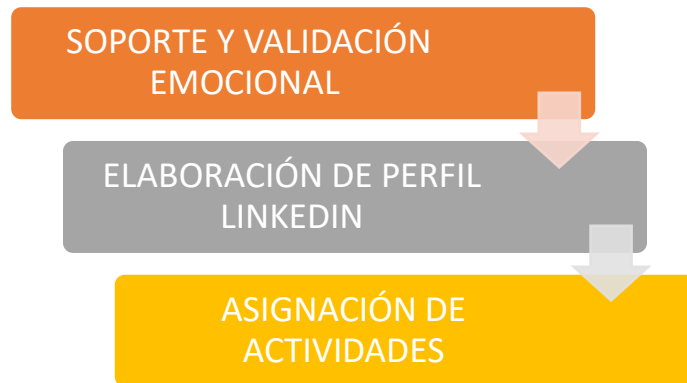 SOPORTE Y VALIDACIÓN
EMOCIONAL
ELABORACIÓN DE PERFIL
LINKEDIN
ASIGNACIÓN DE
ACTIVIDADES